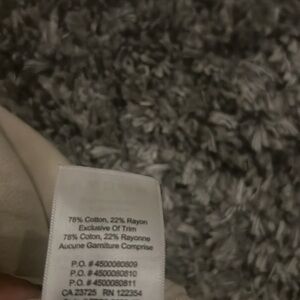 78% Cotton, 22% Rayon
Exclusive Of Trim
78% Coton, 22% Rayonne
Aucune Garniture Comprise
P.O. # 4500080809
P.O. # 4500080810
P.O. # 4500080811
CA 23725 RN 122354